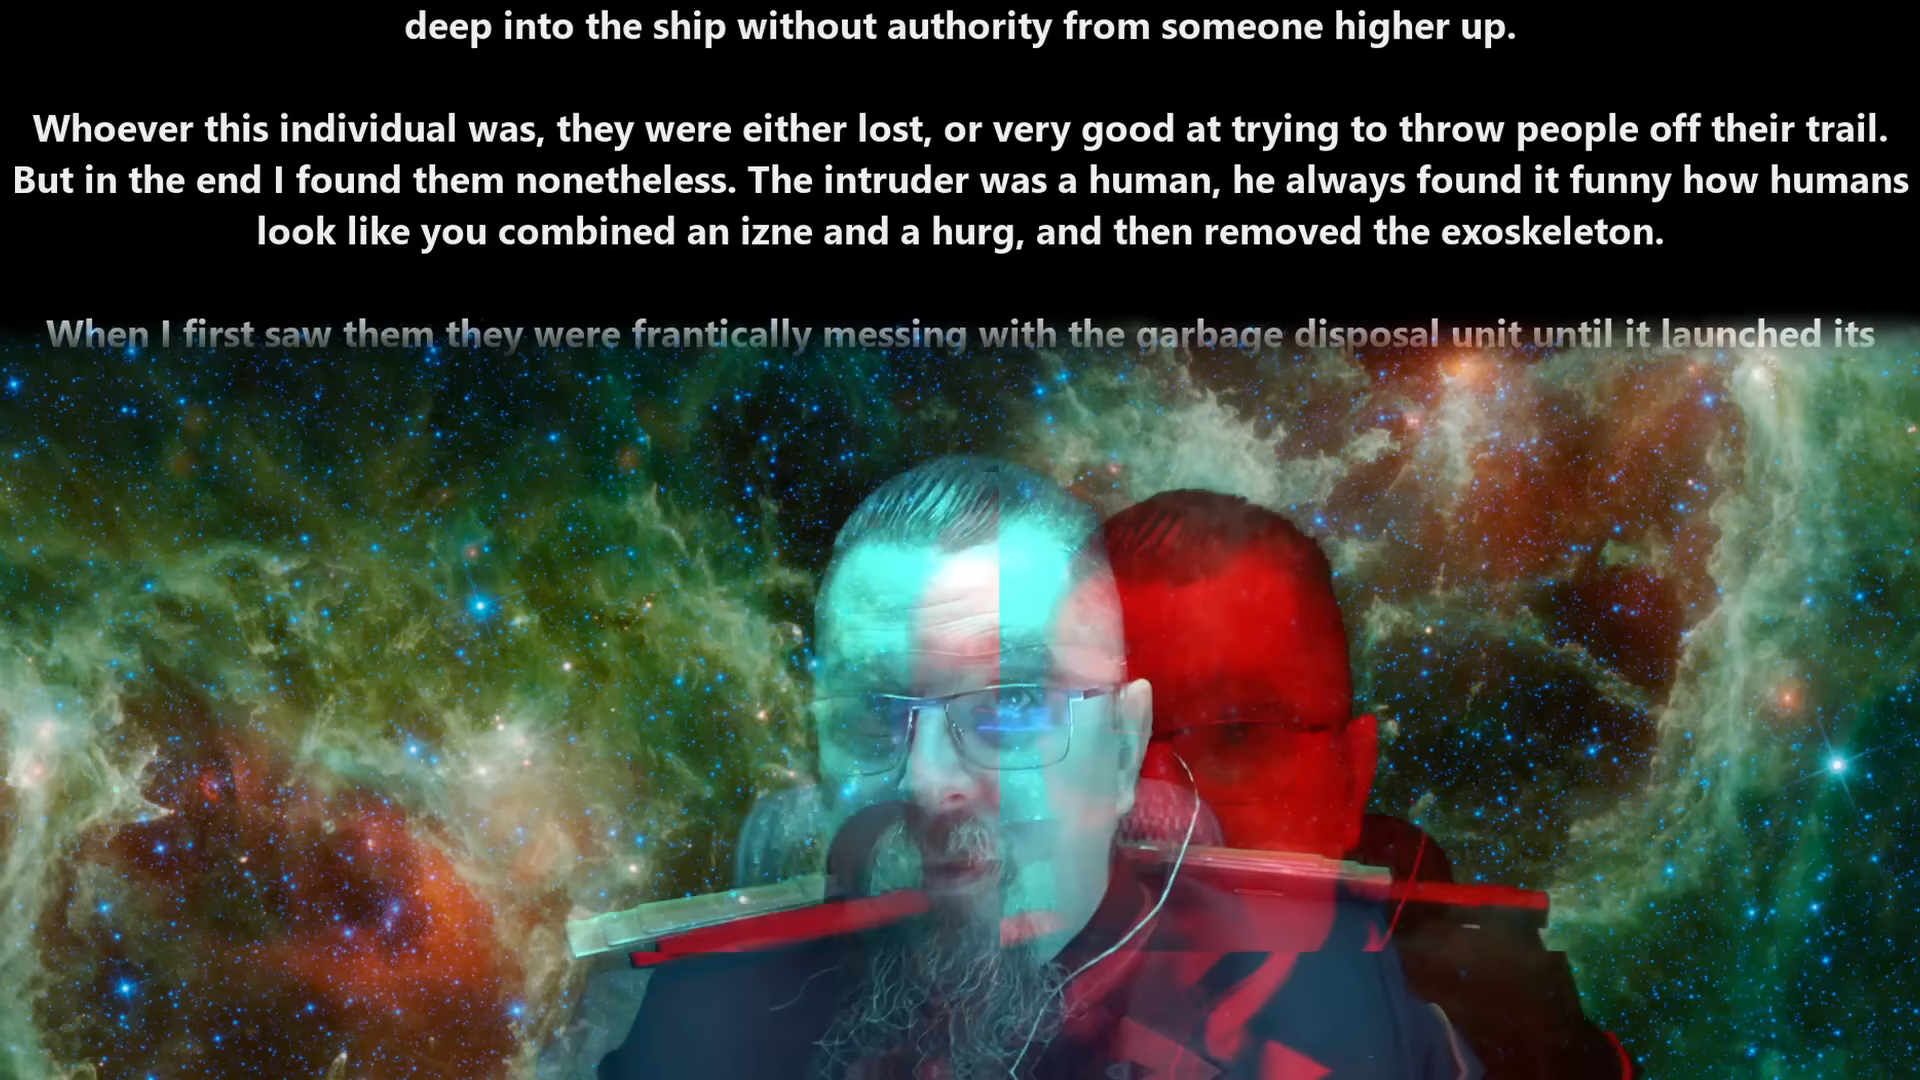 deep into the ship without authority from someone higher up.
Whoever this individual was, they were either lost, or very good at trying to throw people off their trail.
But in the end I found them nonetheless. The intruder was a human, he always found it funny how humans
look like you combined an izne and a hurg, and then removed the exoskeleton.
When I first saw them they were frantically messing with the garbage disposal unit until it launched its